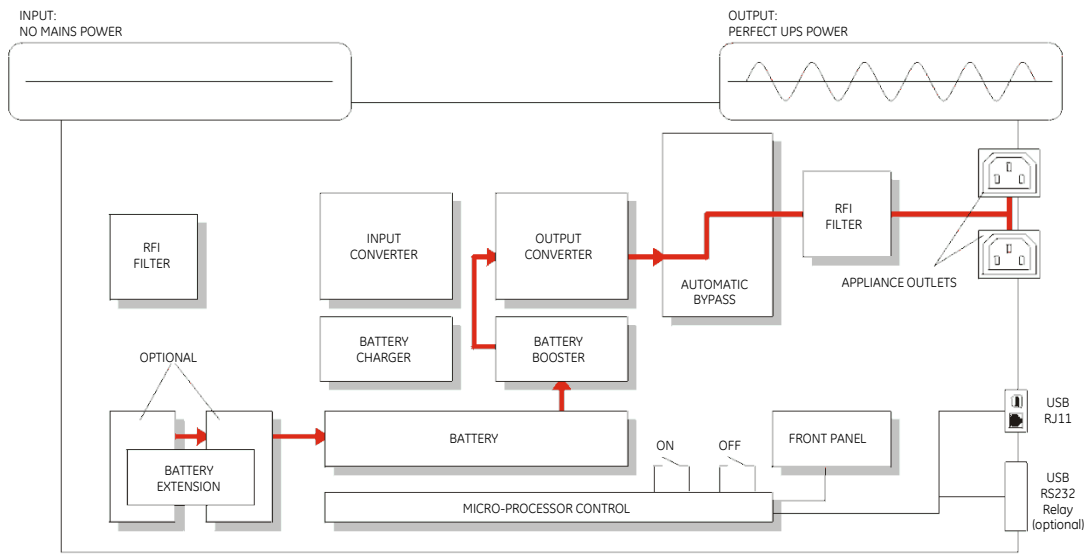 INPUT:
NO MAINS POWER
OUTPUT:
PERFECT UPS POWER
RFI
FILTER
INPUT
CONVERTER
OUTPUT
CONVERTER
AUTOMATIC
BYPASS
RFI
FILTER
APPLIANCE OUTLETS
BATTERY
CHARGER
BATTERY
BOOSTER
OPTIONAL
BATTERY
EXTENSION
BATTERY
ON
OFF
FRONT PANEL
MICRO-PROCESSOR CONTROL
USB
RJ11
USB
RS232
Relay
(optional)